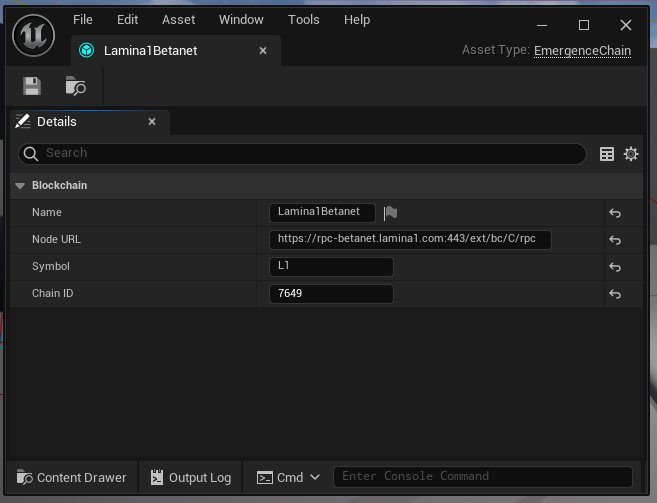 File Edit Asset Window Tools Help
Lamina1Betanet
Asset Type: EmergenceChain
Details
Search
Blockchain
Name Lamina1Betanet
Node URL https://rpc-betanet.lamina1.com:443/ext/bc/C/rpc
Symbol L1
Chain ID 7649
Content Drawer Output Log Cmd Enter Console Command